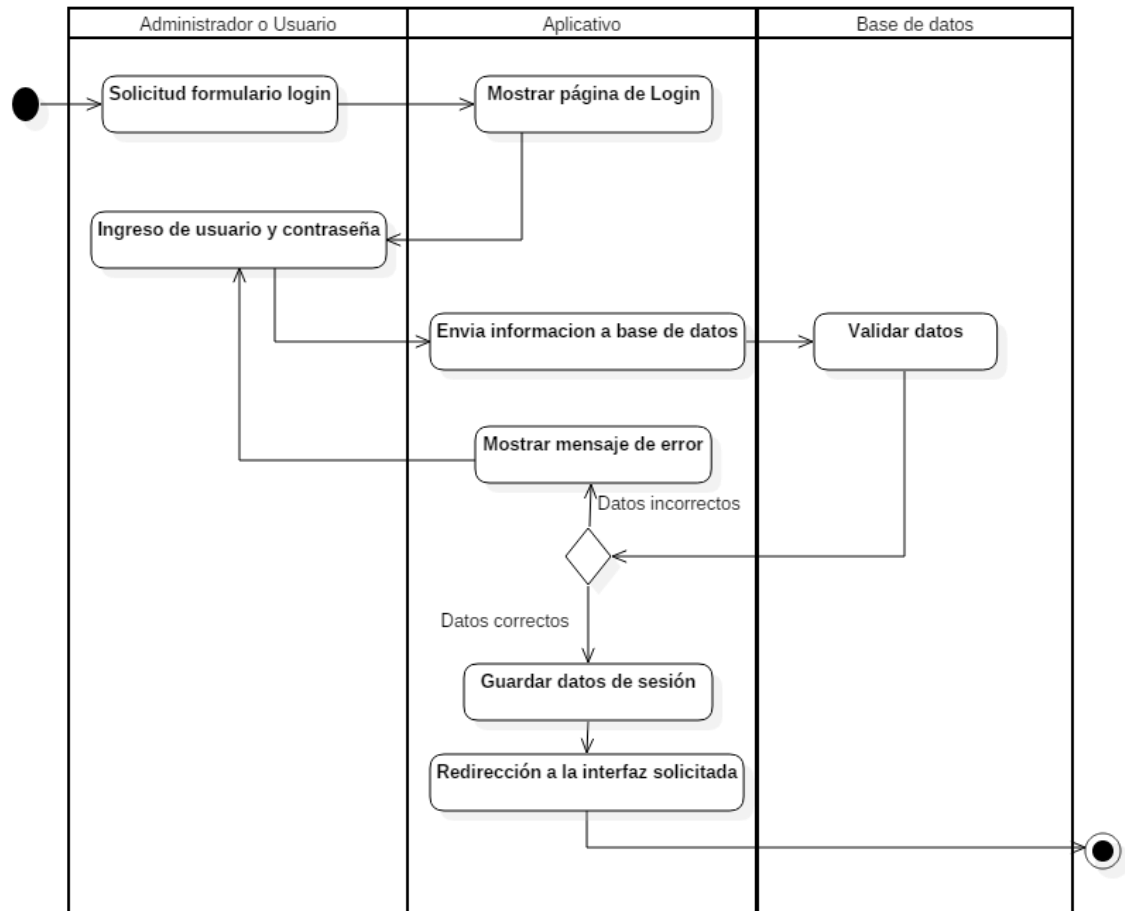 Administrador o Usuario
Aplicativo
Base de datos
Solicitud formulario login
Mostrar página de Login
Ingreso de usuario y contraseña
Envia informacion a base de datos
Validar datos
Mostrar mensaje de error
Datos incorrectos
Datos correctos
Guardar datos de sesión
Redirección a la interfaz solicitada